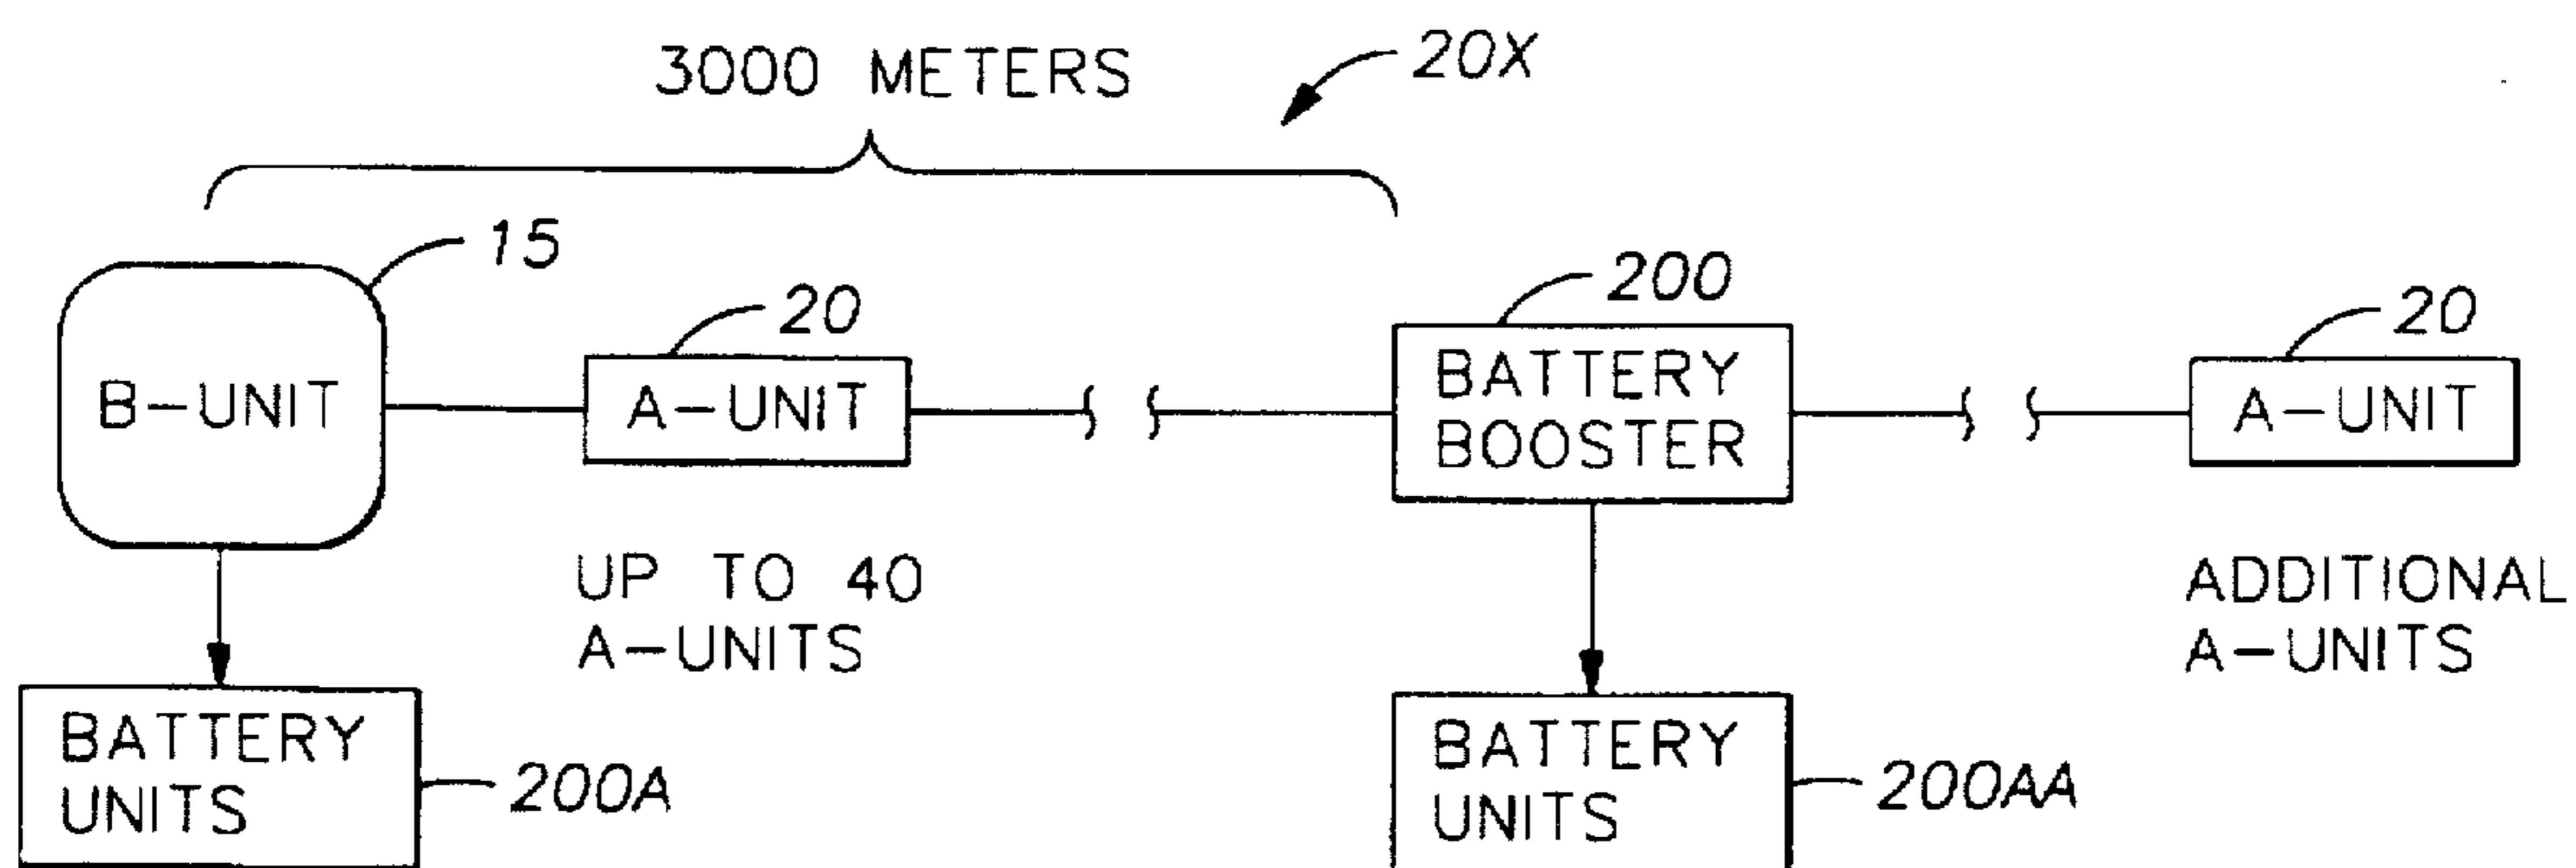 3000 METERS
20X
15
20
200
20
B-UNIT
A-UNIT
BATTERY
BOOSTER
A-UNIT
UP TO 40
A-UNITS
ADDITIONAL
A-UNITS
BATTERY
UNITS
200A
BATTERY
UNITS
200AA